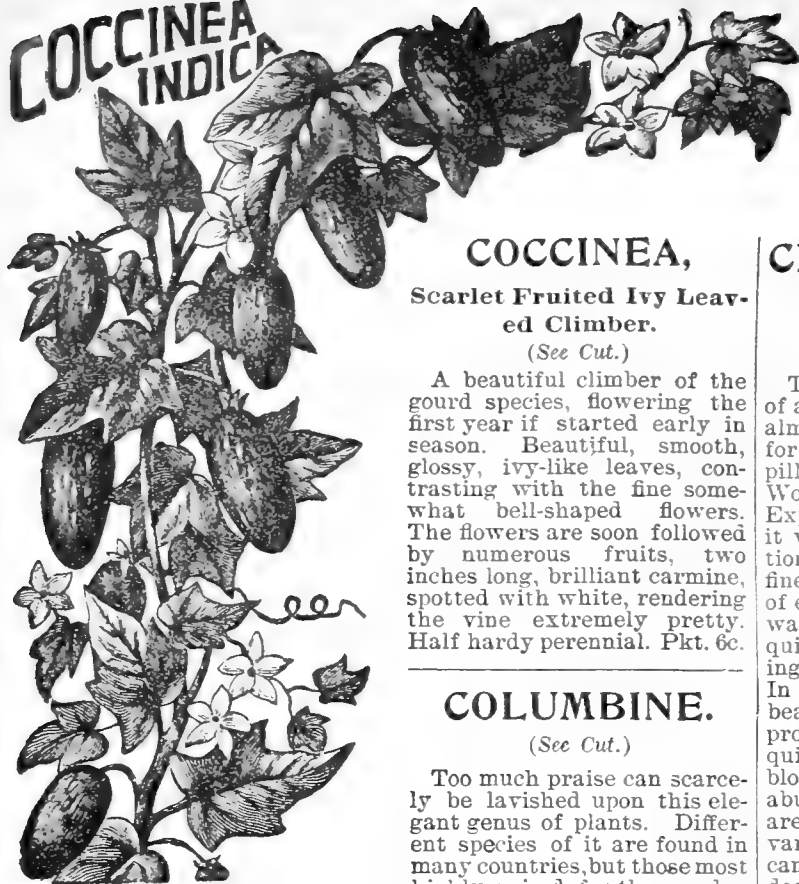 COCCINEA
INDICA
COCCINEA,
Scarlet Fruited Ivy Leav-
ed Climber.
(See Cut.)
A beautiful climber of the
gourd species, flowering the
first year if started early in
season. Beautiful, smooth,
glossy, ivy-like leaves, con-
trasting with the fine some-
what bell-shaped flowers.
The flowers are soon followed
by numerous fruits, two
inches long, brilliant carmine,
spotted with white, rendering
the vine extremely pretty.
Half hardy perennial. Pkt. 6c.
COLUMBINE.
(See Cut.)
Too much praise can scarce-
ly be lavished upon this ele-
gant genus of plants. Differ-
ent species of it are found in
many countries, but those most